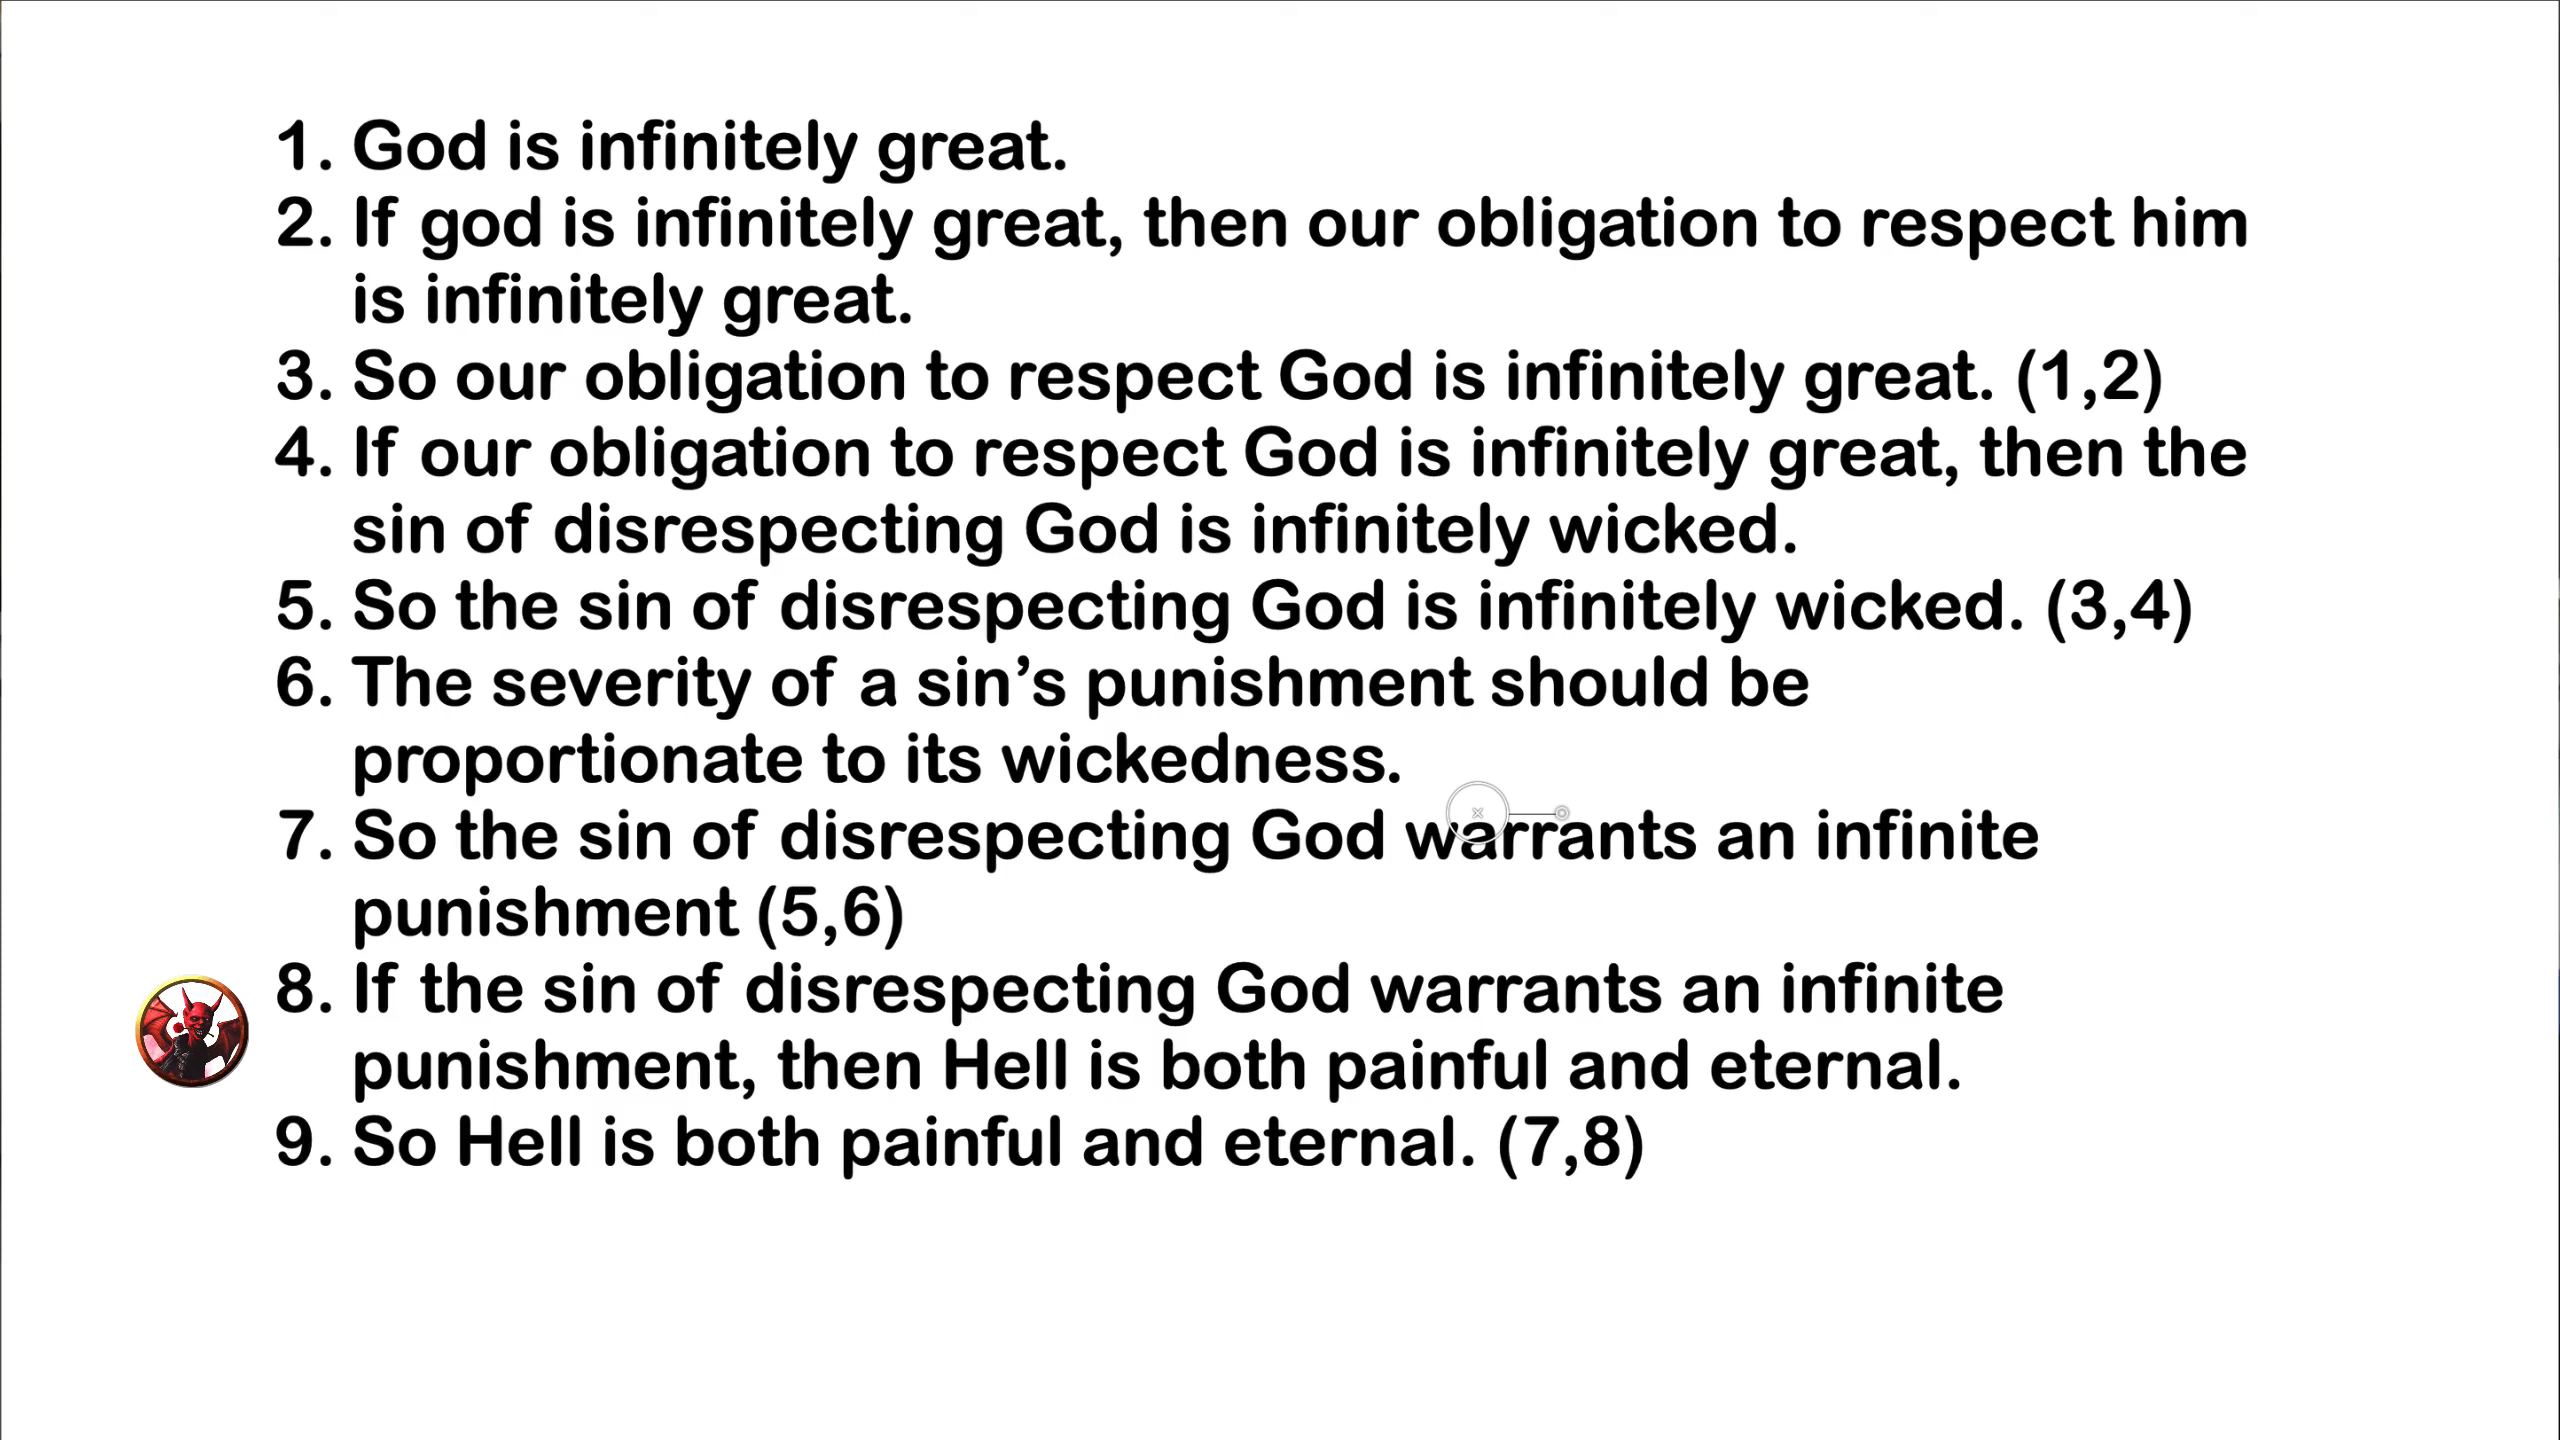 1. God is infinitely great.
2. If god is infinitely great, then our obligation to respect him
is infinitely great.
3. So our obligation to respect God is infinitely great. (1,2)
4. If our obligation to respect God is infinitely great, then the
sin of disrespecting God is infinitely wicked.
5. So the sin of disrespecting God is infinitely wicked. (3,4)
6. The severity of a sin’s punishment should be
proportionate to its wickedness.
7. So the sin of disrespecting God warrants an infinite
punishment (5,6)
8. If the sin of disrespecting God warrants an infinite
punishment, then Hell is both painful and eternal.
9. So Hell is both painful and eternal. (7,8)